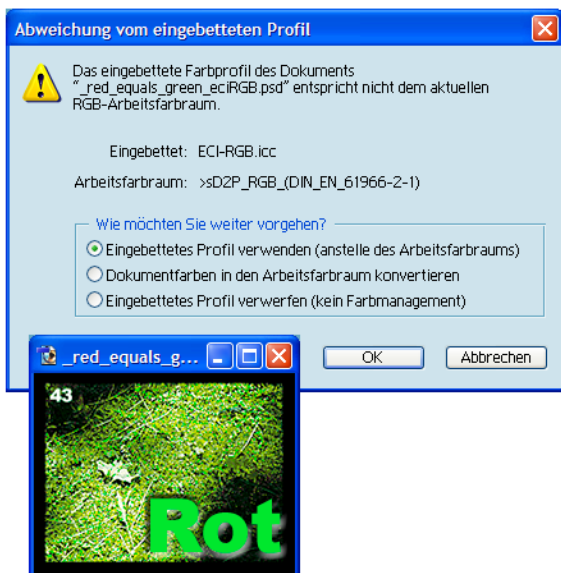 Abweichung vom eingebetteten Profil
Das eingebettete Farbprofil des Dokuments
"_red_equals_green_eciRGB.psd" entspricht nicht dem aktuellen
RGB-Arbeitsfarbraum.
Eingebettet: ECI-RGB.icc
Arbeitsfarbraum: >sD2P_RGB_(DIN_EN_61966-2-1)
Wie möchten Sie weiter vorgehen?
Eingebettetes Profil verwenden (anstelle des Arbeitsfarbraums)
Dokumentfarben in den Arbeitsfarbraum konvertieren
Eingebettetes Profil verwerfen (kein Farbmanagement)
OK Abbrechen
_red_equals_g...
43
Rot